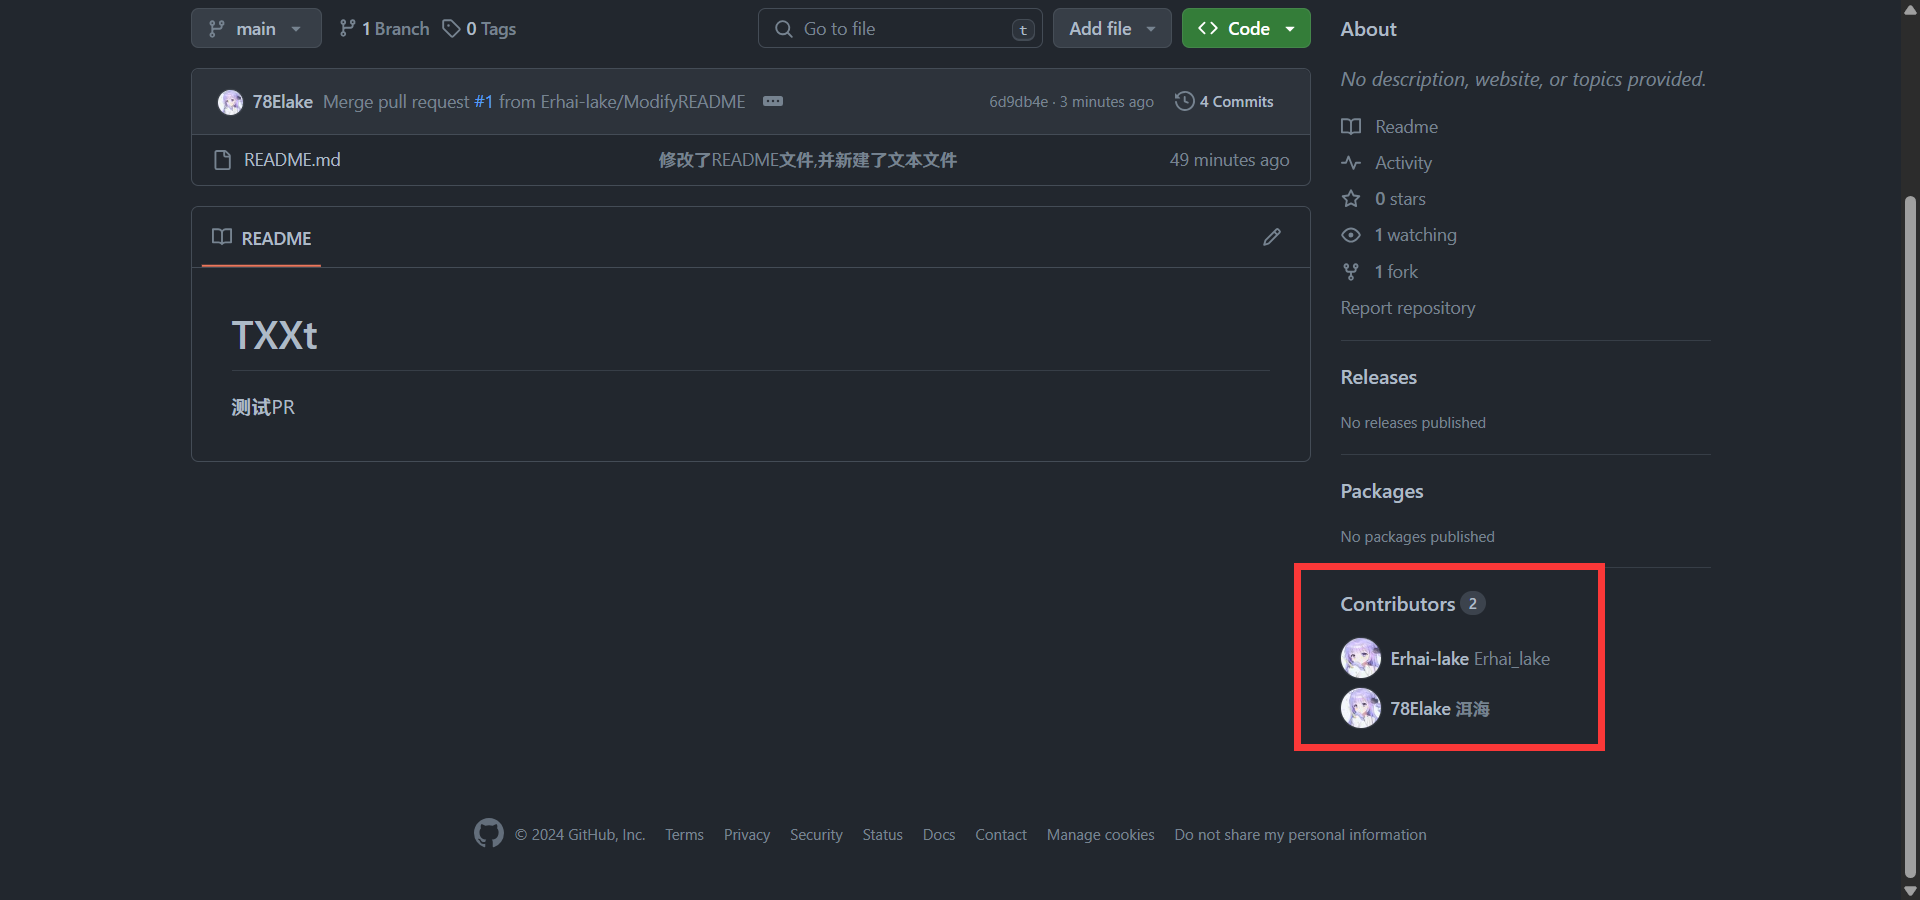 main
1 Branch
0 Tags
Go to file
t
Add file
Code
78Elake Merge pull request #1 from Erhai-lake/ModifyREADME
6d9db4e · 3 minutes ago
4 Commits
README.md
修改了README文件,并新建了文本文件
49 minutes ago
README
TXXt
测试PR
About
No description, website, or topics provided.
Readme
Activity
0 stars
1 watching
1 fork
Report repository
Releases
No releases published
Packages
No packages published
Contributors 2
Erhai-lake Erhai_lake
78Elake 洱海
© 2024 GitHub, Inc.
Terms
Privacy
Security
Status
Docs
Contact
Manage cookies
Do not share my personal information